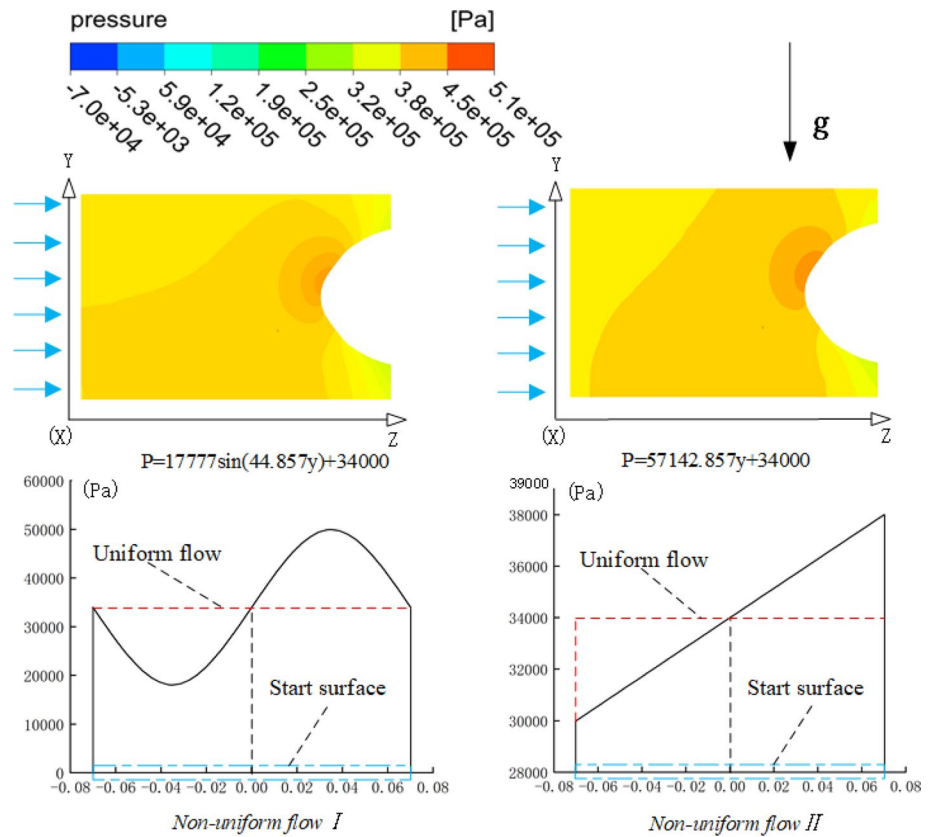 pressure [Pa]
-7.0e+04 -5.3e+03 5.9e+04 1.2e+05 1.9e+05 2.5e+05 3.2e+05 3.8e+05 4.5e+05 5.1e+05
g
Y Y
(X) Z (X) Z
P=17777sin(44.857y)+34000 P=57142.857y+34000
60000 (Pa)
50000
40000
30000
20000
10000
0
Uniform flow
Start surface
-0.08 -0.06 -0.04 -0.02 0.00 0.02 0.04 0.06 0.08
Non-uniform flow I
39000 (Pa)
38000
36000
34000
32000
30000
28000
Uniform flow
Start surface
-0.08 -0.06 -0.04 -0.02 0.00 0.02 0.04 0.06 0.08
Non-uniform flow II